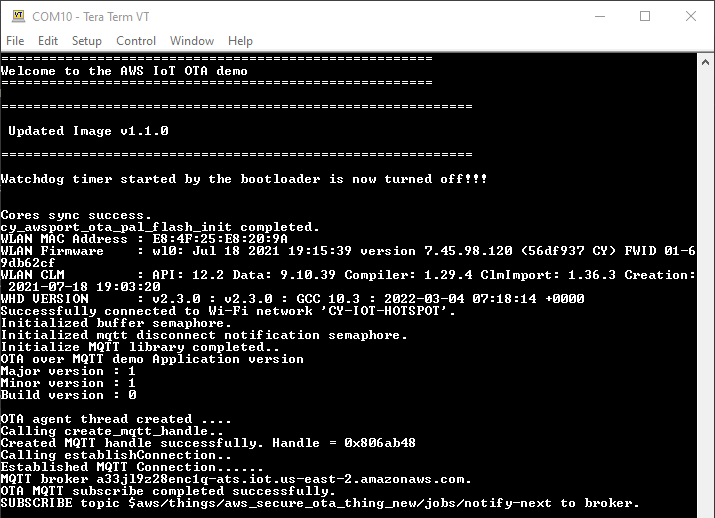 COM10 - Tera Term VT
File Edit Setup Control Window Help
=======================================================
Welcome to the AWS IoT OTA demo
=======================================================
============================================================
Updated Image v1.1.0
============================================================
Watchdog timer started by the bootloader is now turned off!!!
Cores sync success.
cy_awsport_ota_pal_flash_init completed.
WLAN MAC Address : E8:4F:25:E8:20:9A
WLAN Firmware    : wl0: Jul 18 2021 19:15:39 version 7.45.98.120 (56df937 CY) FWID 01-6
9db62cf
WLAN CLM         : API: 12.2 Data: 9.10.39 Compiler: 1.29.4 ClmImport: 1.36.3 Creation:
2021-07-18 19:03:20
WHD VERSION      : v2.3.0 : v2.3.0 : GCC 10.3 : 2022-03-04 07:18:14 +0000
Successfully connected to Wi-Fi network 'CY-IOT-HOTSPOT'.
Initialized buffer semaphore.
Initialized mqtt disconnect notification semaphore.
Initialize MQTT library completed..
OTA over MQTT demo Application version
Major version : 1
Minor version : 1
Build version : 0
OTA agent thread created ....
Calling create_mqtt_handle..
Created MQTT handle successfully. Handle = 0x806ab48
Calling establishConnection..
Established MQTT Connection......
MQTT broker a33jl9z28enc1q-ats.iot.us-east-2.amazonaws.com.
OTA MQTT subscribe completed successfully.
SUBSCRIBE topic $aws/things/aws_secure_ota_thing_new/jobs/notify-next to broker.